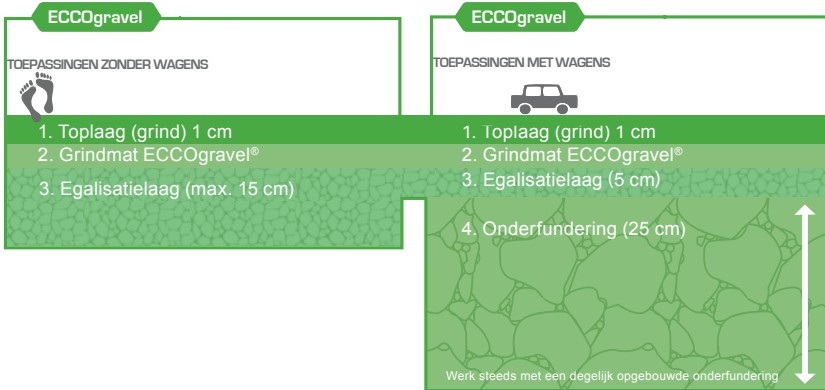 ECCOgravel
TOEPASSINGEN ZONDER WAGENS
1. Toplaag (grind) 1 cm
2. Grindmat ECCOgravel®
3. Egalisatielaag (max. 15 cm)
ECCOgravel
TOEPASSINGEN MET WAGENS
1. Toplaag (grind) 1 cm
2. Grindmat ECCOgravel®
3. Egalisatielaag (5 cm)
4. Onderfundering (25 cm)
Werk steeds met een degelijk opgebouwde onderfundering